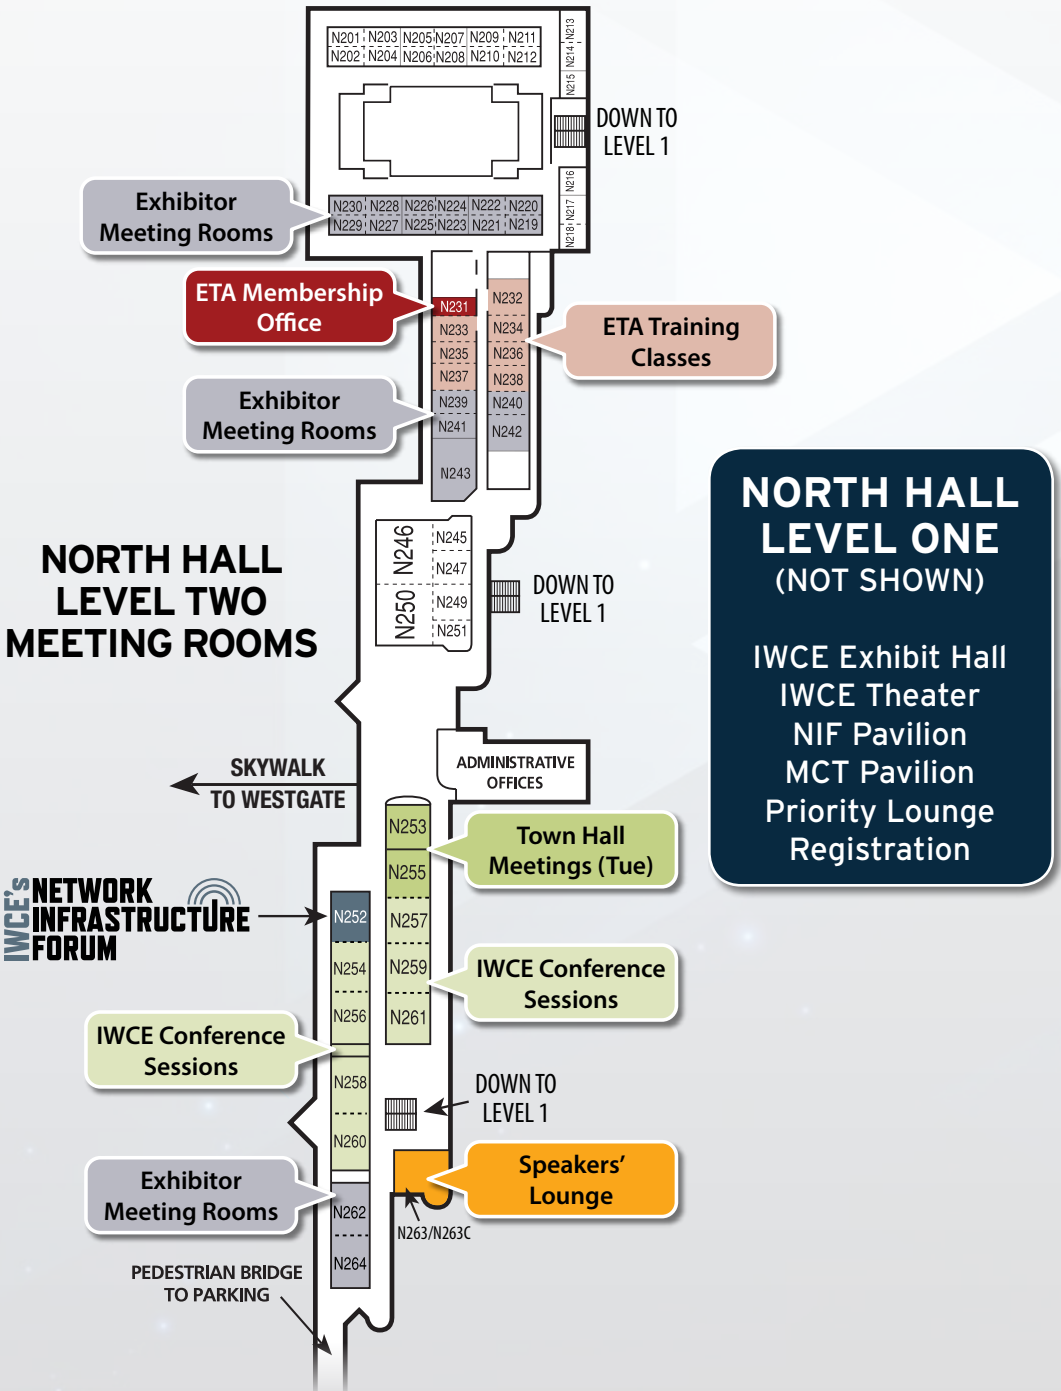 N201 N203 N205 N207 N209 N211
N202 N204 N206 N208 N210 N212
N213
N214
N215
DOWN TO
LEVEL 1
N216
N217
N218
Exhibitor
Meeting Rooms
N230 N228 N226 N224 N222 N220
N229 N227 N225 N223 N221 N219
ETA Membership
Office
N231
N233
N235
N237
N239
N241
N243
N232
N234
N236
N238
N240
N242
ETA Training
Classes
Exhibitor
Meeting Rooms
NORTH HALL
LEVEL TWO
MEETING ROOMS
N246
N250
N245
N247
N249
N251
DOWN TO
LEVEL 1
NORTH HALL
LEVEL ONE
(NOT SHOWN)
IWCE Exhibit Hall
IWCE Theater
NIF Pavilion
MCT Pavilion
Priority Lounge
Registration
SKYWALK
TO WESTGATE
ADMINISTRATIVE
OFFICES
N253
N255
N257
N259
N261
Town Hall
Meetings (Tue)
IWCE's
NETWORK
INFRASTRUCTURE
FORUM
N252
N254
N256
N258
N260
IWCE Conference
Sessions
IWCE Conference
Sessions
DOWN TO
LEVEL 1
Exhibitor
Meeting Rooms
N262
N264
Speakers'
Lounge
N263/N263C
PEDESTRIAN BRIDGE
TO PARKING